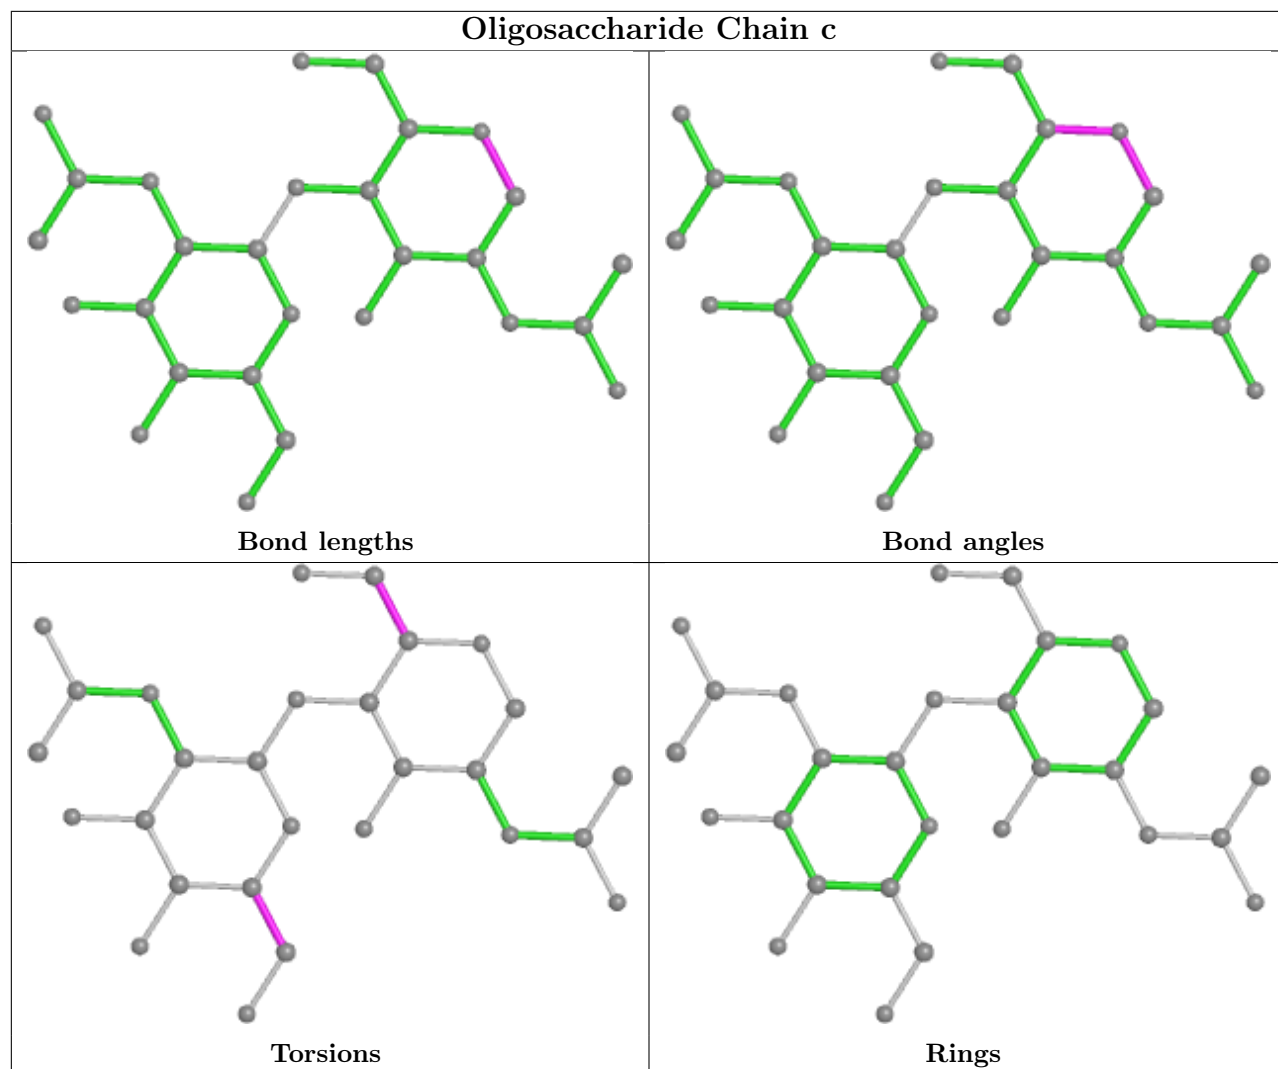 Oligosaccharide Chain c
Bond lengths
Bond angles
Torsions
Rings